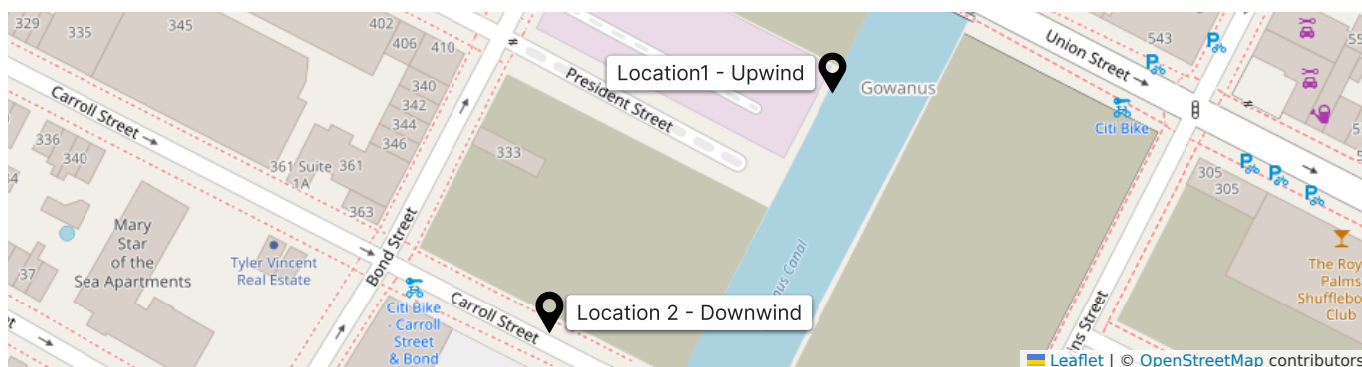 329
335
345
402
406
410
340
342
344
346
Carroll Street
336
340
361 Suite
1A
361
363
Mary
Star
of the
Sea Apartments
37
Tyler Vincent
Real Estate
Bond Street
Citi Bike
- Carroll
Street
& Bond
Carroll Street
333
President Street
Location1 - Upwind
Gowanus
Location 2 - Downwind
Union Street
543
P
P
Citi Bike
305
305
P
P
P
The Roy
Palms
Shufflebo
Club
Leaflet | © OpenStreetMap contributors